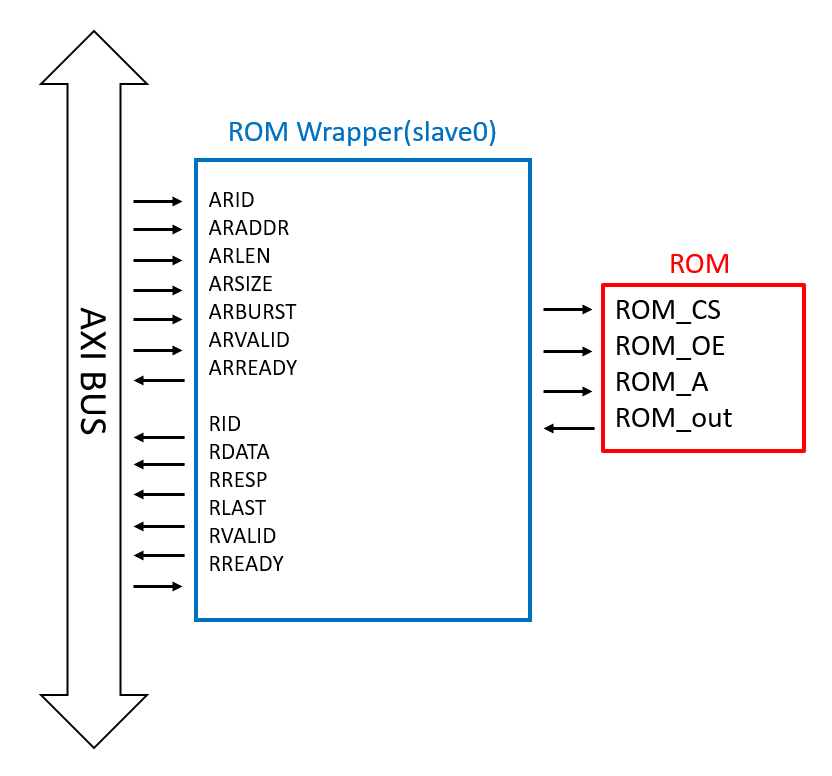 AXI BUS
ROM Wrapper(slave0)
ARID
ARADDR
ARLEN
ARSIZE
ARBURST
ARVALID
ARREADY
RID
RDATA
RRESP
RLAST
RVALID
RREADY
ROM
ROM_CS
ROM_OE
ROM_A
ROM_out